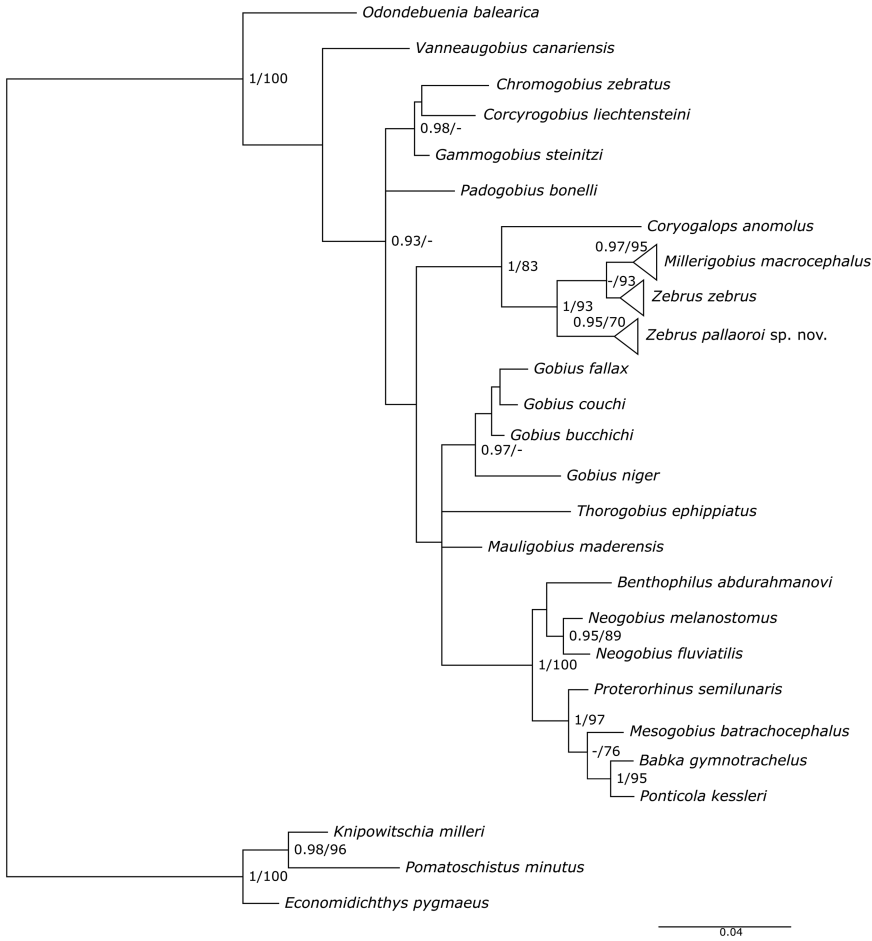 Odondebuenia balearica
Vanneaugobius canariensis
1/100
Chromogobius zebratus
Corcyrogobius liechtensteini
0.98/-
Gammogobius steinitzi
Padogobius bonelli
Coryogalops anomolus
0.93/-
0.97/95
Millerigobius macrocephalus
1/83
-/93
Zebrus zebrus
1/93
0.95/70
Zebrus pallaoroi sp. nov.
Gobius fallax
Gobius couchi
Gobius bucchichi
0.97/-
Gobius niger
Thorogobius ephippiatus
Mauligobius maderensis
Benthophilus abdurahmanovi
Neogobius melanostomus
0.95/89
Neogobius fluviatilis
1/100
Proterorhinus semilunaris
1/97
Mesogobius batrachocephalus
-/76
Babka gymnotrachelus
1/95
Ponticola kessleri
Knipowitschia milleri
0.98/96
Pomatoschistus minutus
1/100
Economidichthys pygmaeus
0.04